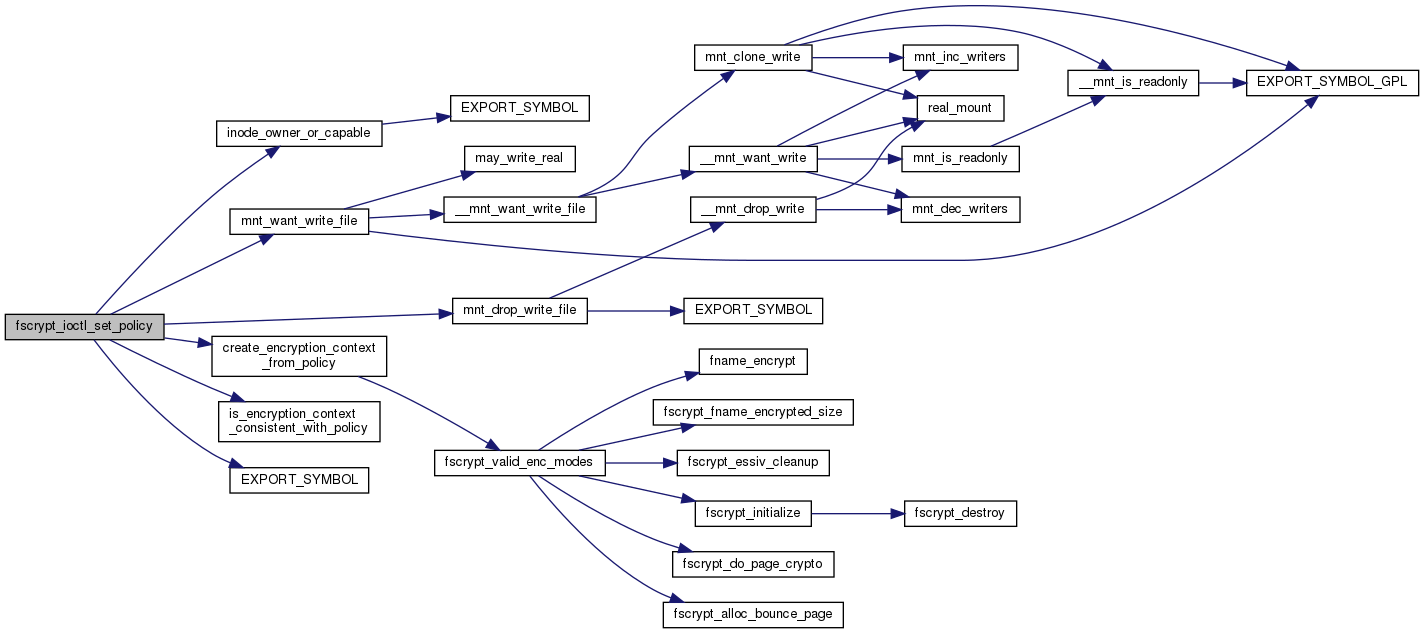 fscrypt_ioctl_set_policy
inode_owner_or_capable
EXPORT_SYMBOL
mnt_want_write_file
may_write_real
__mnt_want_write_file
mnt_clone_write
mnt_inc_writers
real_mount
__mnt_is_readonly
EXPORT_SYMBOL_GPL
__mnt_want_write
mnt_is_readonly
__mnt_drop_write
mnt_dec_writers
mnt_drop_write_file
EXPORT_SYMBOL
create_encryption_context
_from_policy
is_encryption_context
_consistent_with_policy
EXPORT_SYMBOL
fscrypt_valid_enc_modes
fname_encrypt
fscrypt_fname_encrypted_size
fscrypt_essiv_cleanup
fscrypt_initialize
fscrypt_destroy
fscrypt_do_page_crypto
fscrypt_alloc_bounce_page